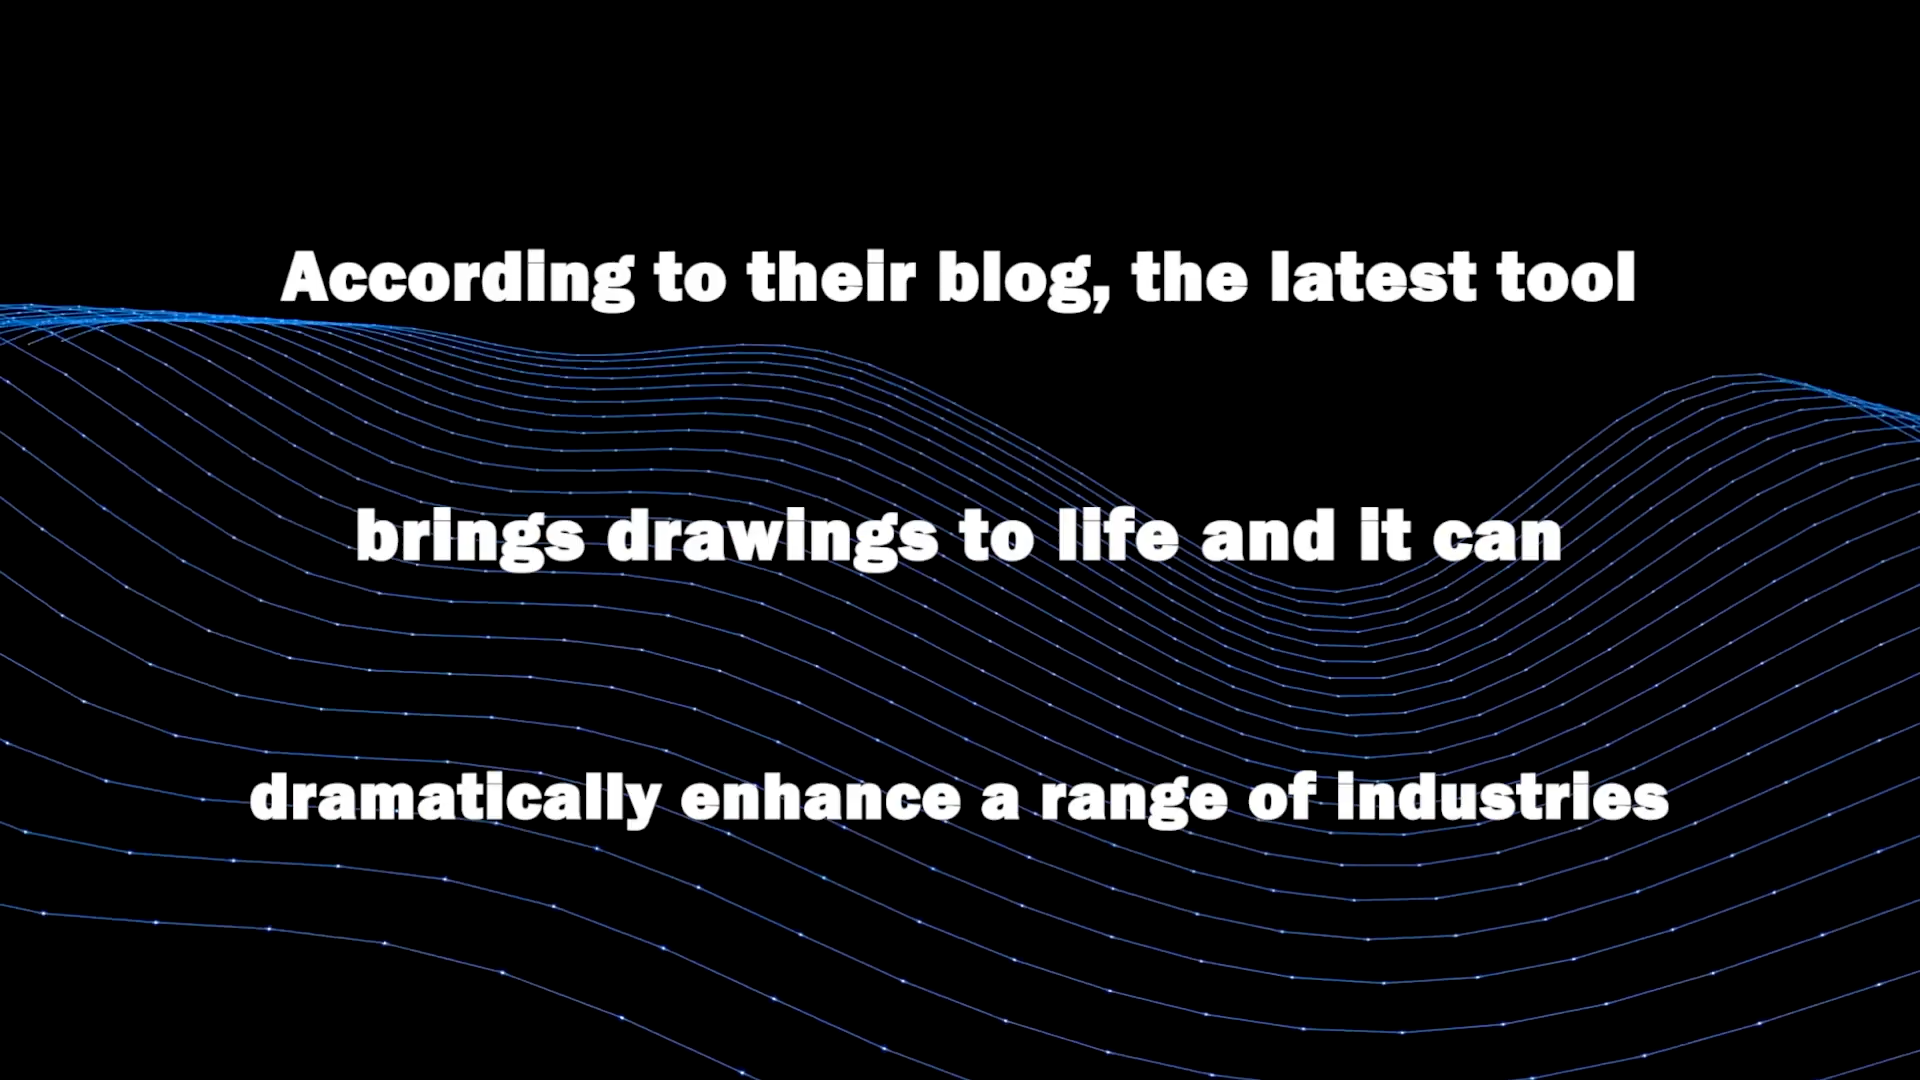 According to their blog, the latest tool
brings drawings to life and it can
dramatically enhance a range of industries